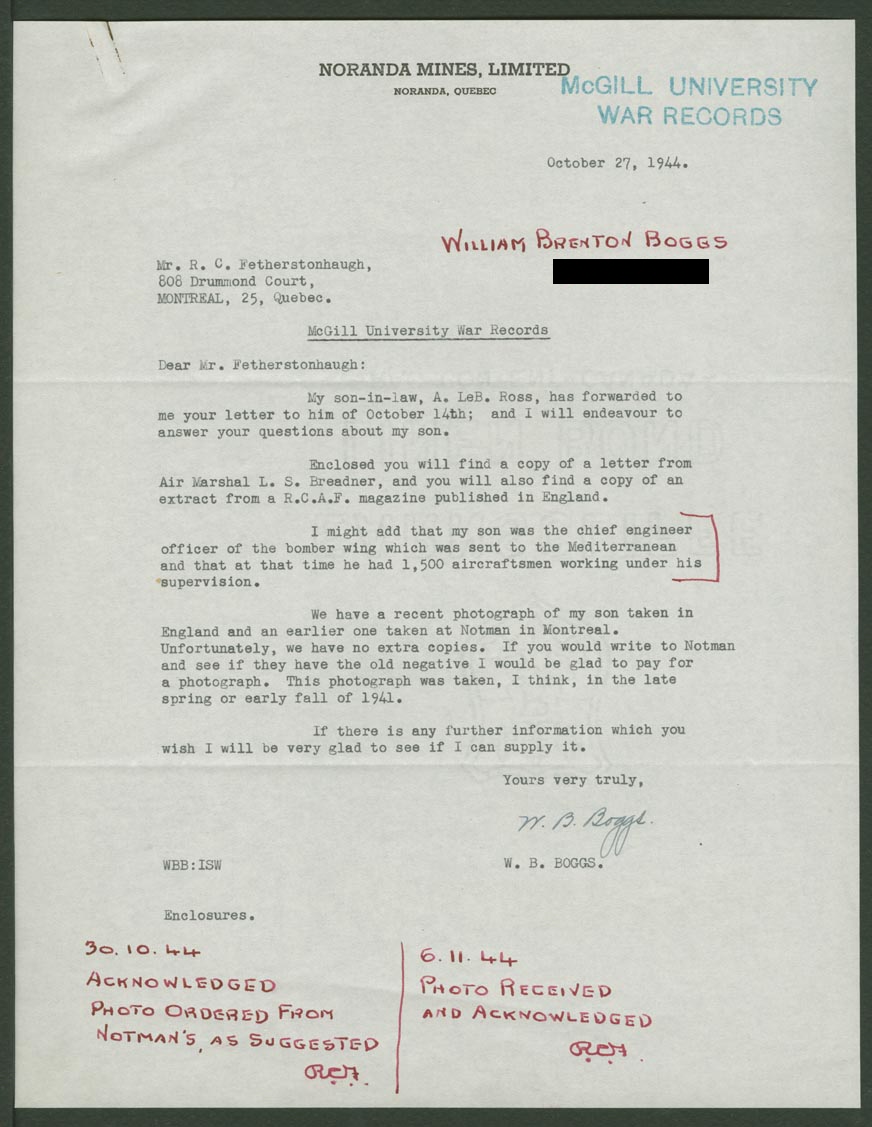 NORANDA MINES, LIMITED
NORANDA, QUEBEC
McGILL UNIVERSITY
WAR RECORDS
October 27, 1944.
WILLIAM BRENTON BOGGS
Mr. R. C. Fetherstonhaugh,
808 Drummond Court,
MONTREAL, 25, Quebec.
McGill University War Records
Dear Mr. Fetherstonhaugh:
My son-in-law, A. LeB. Ross, has forwarded to
me your letter to him of October 14th; and I will endeavour to
answer your questions about my son.
Enclosed you will find a copy of a letter from
Air Marshal L. S. Breadner, and you will also find a copy of an
extract from a R.C.A.F. magazine published in England.
I might add that my son was the chief engineer
officer of the bomber wing which was sent to the Mediterranean
and that at that time he had 1,500 aircraftsmen working under his
supervision.
We have a recent photograph of my son taken in
England and an earlier one taken at Notman in Montreal.
Unfortunately, we have no extra copies. If you would write to Notman
and see if they have the old negative I would be glad to pay for
a photograph. This photograph was taken, I think, in the late
spring or early fall of 1941.
If there is any further information which you
wish I will be very glad to see if I can supply it.
Yours very truly,
W. B. Boggs.
WBB:ISW
W. B. BOGGS.
Enclosures.
30.10.44
ACKNOWLEDGED
PHOTO ORDERED FROM
NOTMAN'S, AS SUGGESTED
R.C.F.
6.11.44
PHOTO RECEIVED
AND ACKNOWLEDGED
R.C.F.